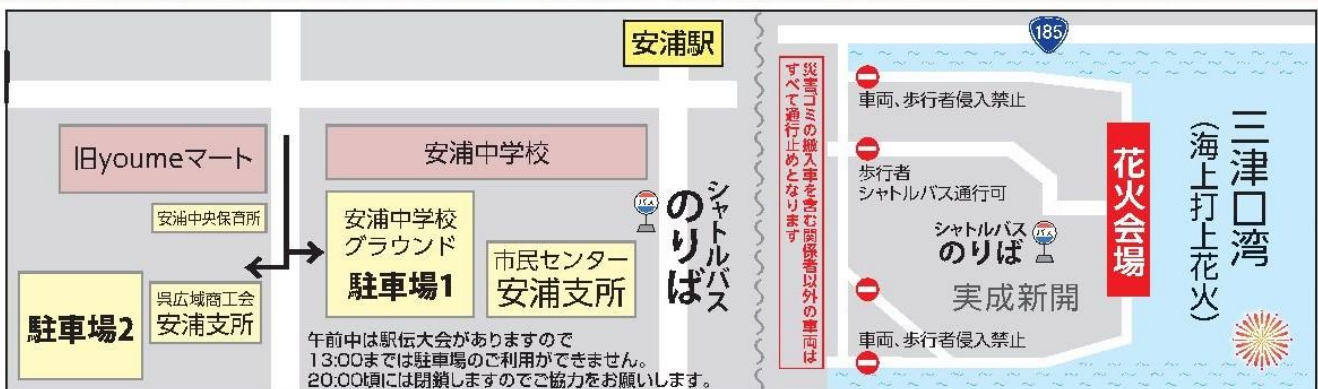 安浦駅
旧youmeマート
安浦中学校
安浦中央保育所
安浦中学校
グラウンド
駐車場1
市民センター
安浦支所
呉広域商工会
安浦支所
駐車場2
バス
シャトルバス
のりば
午前中は駅伝大会がありますので
13:00までは駐車場のご利用ができません。
20:00頃には閉鎖しますのでご協力をお願いします。
災害ゴミの搬入車を含む関係者以外の車両は
すべて通行止めとなります
185
車両、歩行者侵入禁止
歩行者
シャトルバス通行可
シャトルバス
のりば
バス
実成新開
車両、歩行者侵入禁止
花火会場
三津口湾
（海上打上花火）